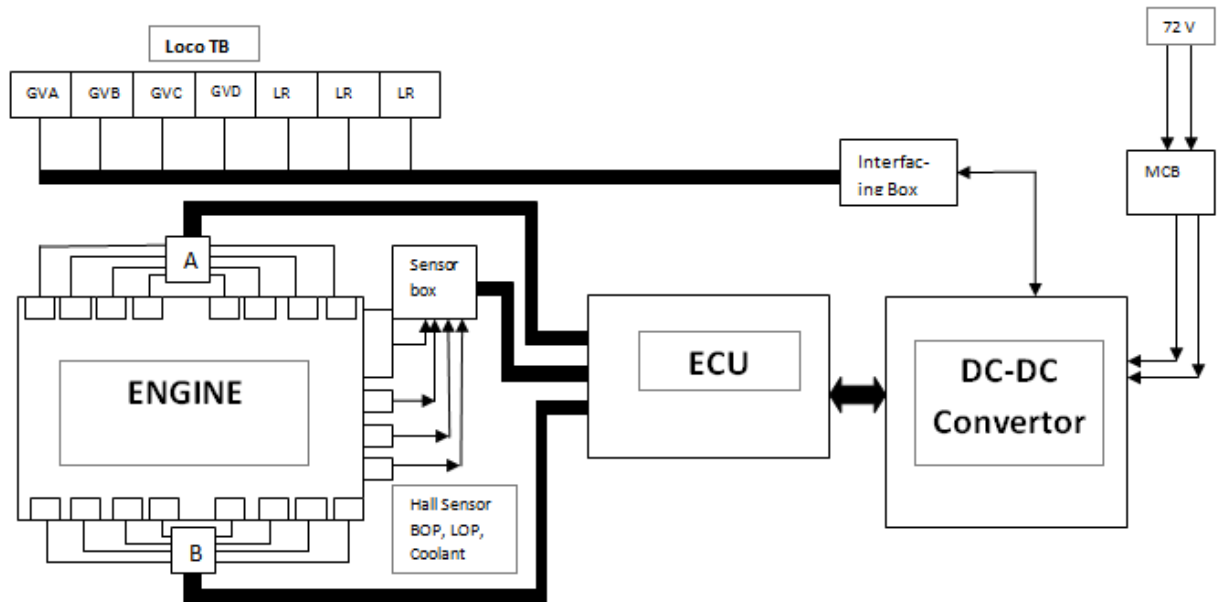 Loco TB
72 V
GVA GVB GVC GVD LR LR LR
Interfac-
ing Box
MCB
A
Sensor
box
ENGINE
ECU
DC-DC
Convertor
Hall Sensor
BOP, LOP,
Coolant
B